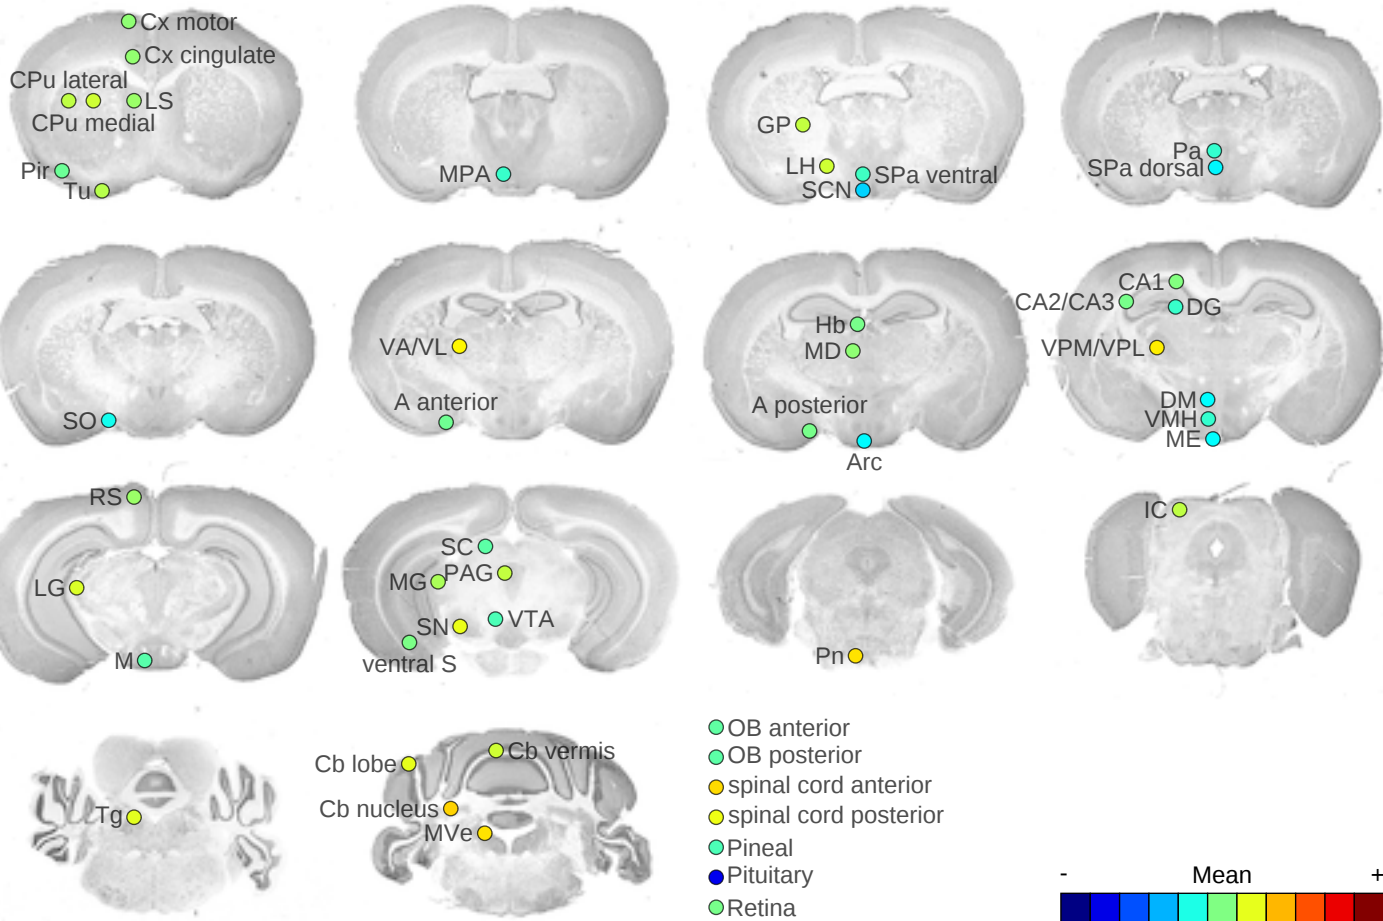 Cx motor
Cx cingulate
CPu lateral
LS
CPu medial
Pir
Tu
MPA
GP
LH
SPa ventral
SCN
Pa
SPa dorsal
SO
VA/VL
A anterior
Hb
MD
A posterior
Arc
CA1
CA2/CA3
DG
VPM/VPL
DM
VMH
ME
RS
LG
M
SC
PAG
MG
SN
VTA
ventral S
Pn
IC
Tg
Cb lobe
Cb vermis
Cb nucleus
MVe
OB anterior
OB posterior
spinal cord anterior
spinal cord posterior
Pineal
Pituitary
Retina
- Mean +